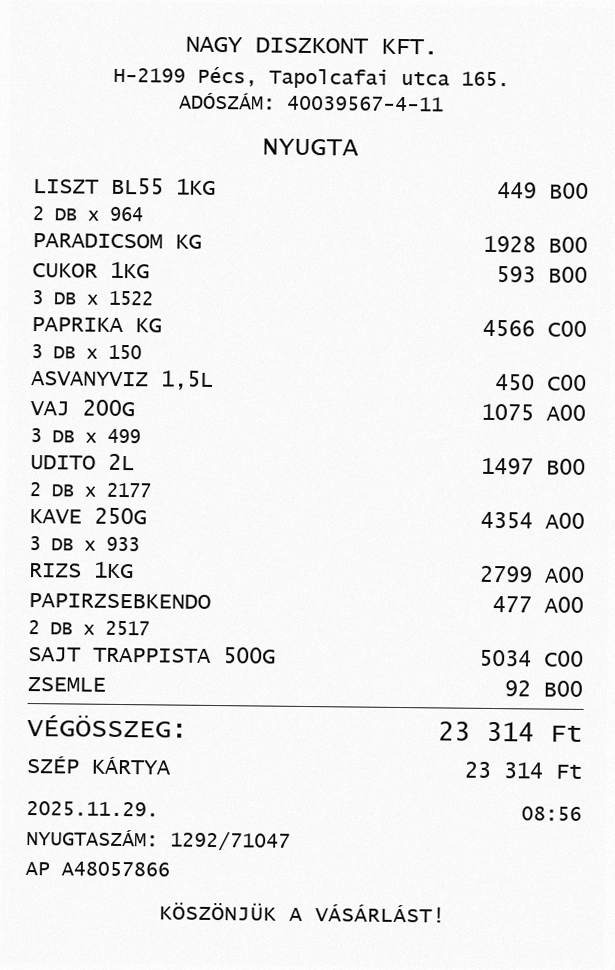 NAGY DISZKONT KFT.
H-2199 Pécs, Tapolcafai utca 165.
ADÓSZÁM: 40039567-4-11
NYUGTA
LISZT BL55 1KG 449 B00
2 DB x 964
PARADICSOM KG 1928 B00
CUKOR 1KG 593 B00
3 DB x 1522
PAPRIKA KG 4566 C00
3 DB x 150
ASVANYVIZ 1,5L 450 C00
VAJ 200G 1075 A00
3 DB x 499
UDITO 2L 1497 B00
2 DB x 2177
KAVE 250G 4354 A00
3 DB x 933
RIZS 1KG 2799 A00
PAPIRZSEBKENDO 477 A00
2 DB x 2517
SAJT TRAPPISTA 500G 5034 C00
ZSEMLE 92 B00
VÉGÖSSZEG: 23 314 Ft
SZÉP KÁRTYA 23 314 Ft
2025.11.29. 08:56
NYUGTASZÁM: 1292/71047
AP A48057866
KÖSZÖNJÜK A VÁSÁRLÁST!